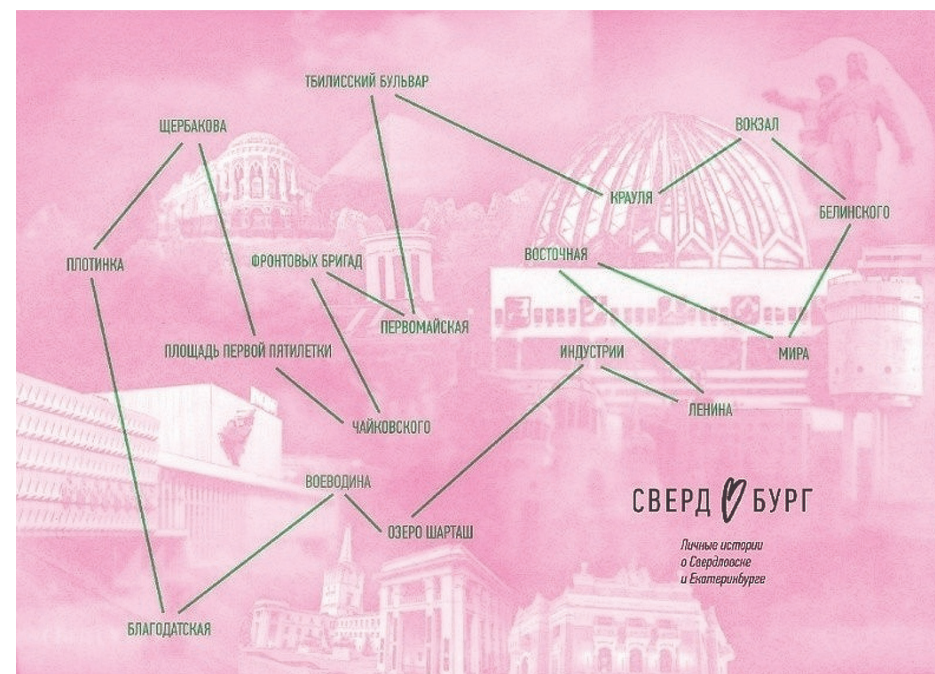 ТБИЛИССКИЙ БУЛЬВАР
ЩЕРБАКОВА
ВОКЗАЛ
КРАУЛЯ
БЕЛИНСКОГО
ПЛОТИНКА
ФРОНТОВЫХ БРИГАД
ВОСТОЧНАЯ
ПЕРВОМАЙСКАЯ
ПЛОЩАДЬ ПЕРВОЙ ПЯТИЛЕТКИ
ИНДУСТРИИ
МИРА
ЛЕНИНА
ЧАЙКОВСКОГО
ВОЕВОДИНА
ОЗЕРО ШАРТАШ
СВЕРД БУРГ
Личные истории
о Свердловске
и Екатеринбурге
БЛАГОДАТСКАЯ